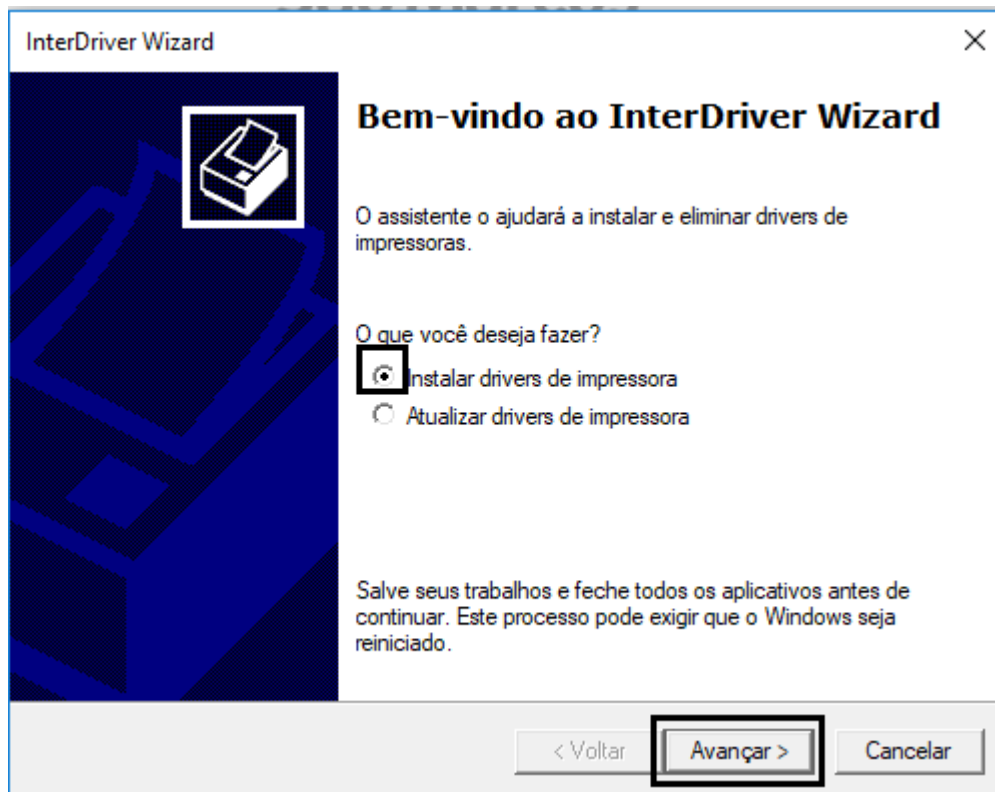 InterDriver Wizard
Bem-vindo ao InterDriver Wizard
O assistente o ajudará a instalar e eliminar drivers de
impressoras.
O que você deseja fazer?
Instalar drivers de impressora
Atualizar drivers de impressora
Salve seus trabalhos e feche todos os aplicativos antes de
continuar. Este processo pode exigir que o Windows seja
reiniciado.
< Voltar Avançar > Cancelar